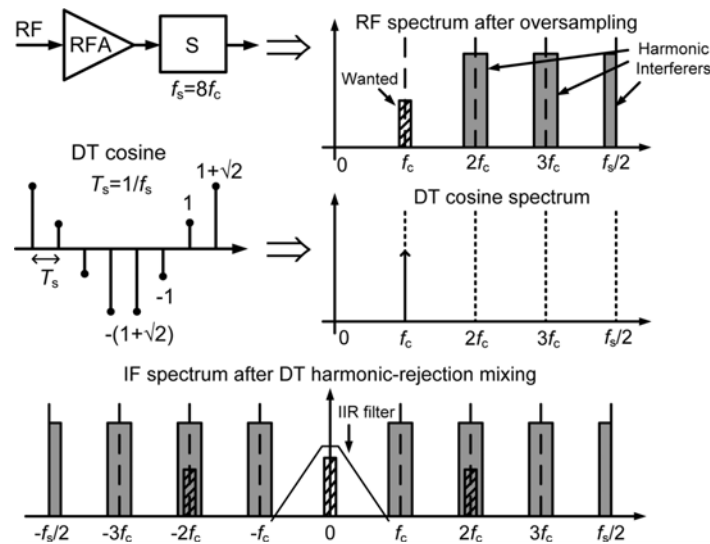 RF
RFA
S
fs=8fc
RF spectrum after oversampling
Wanted
Harmonic
Interferers
0 fc 2fc 3fc fs/2
DT cosine
Ts=1/fs
1+√2
1
Ts
-1
-(1+√2)
DT cosine spectrum
0 fc 2fc 3fc fs/2
IF spectrum after DT harmonic-rejection mixing
IIR filter
-fs/2 -3fc -2fc -fc 0 fc 2fc 3fc fs/2